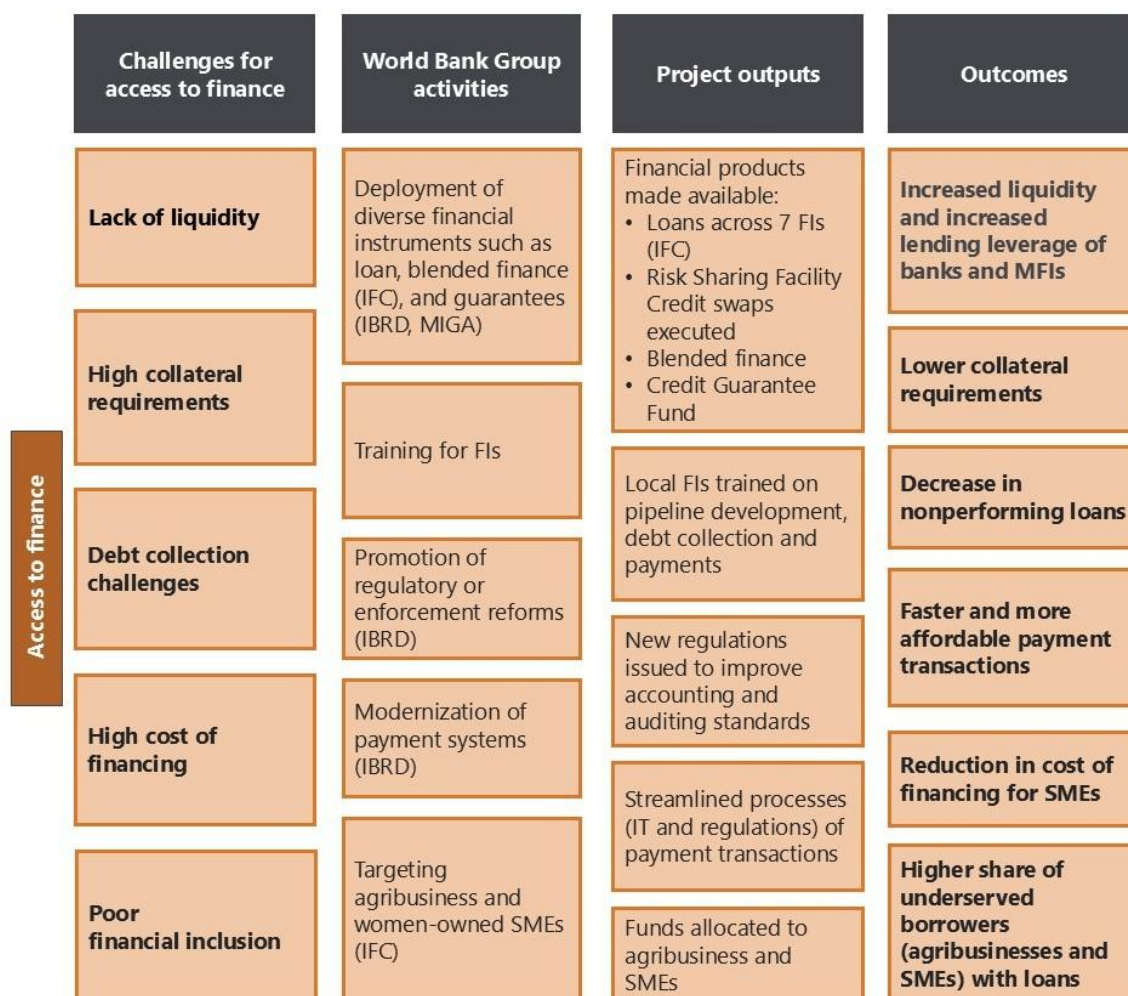 Challenges for
access to finance
World Bank Group
activities
Project outputs
Outcomes
Access to finance
Lack of liquidity
High collateral
requirements
Debt collection
challenges
High cost of
financing
Poor
financial inclusion
Deployment of
diverse financial
instruments such as
loan, blended finance
(IFC), and guarantees
(IBRD, MIGA)
Training for FIs
Promotion of
regulatory or
enforcement reforms
(IBRD)
Modernization of
payment systems
(IBRD)
Targeting
agribusiness and
women-owned SMEs
(IFC)
Financial products
made available:
• Loans across 7 FIs
(IFC)
• Risk Sharing Facility
Credit swaps
executed
• Blended finance
• Credit Guarantee
Fund
Local FIs trained on
pipeline development,
debt collection and
payments
New regulations
issued to improve
accounting and
auditing standards
Streamlined processes
(IT and regulations) of
payment transactions
Funds allocated to
agribusiness and
SMEs
Increased liquidity
and increased
lending leverage of
banks and MFIs
Lower collateral
requirements
Decrease in
nonperforming loans
Faster and more
affordable payment
transactions
Reduction in cost of
financing for SMEs
Higher share of
underserved
borrowers
(agribusinesses and
SMEs) with loans